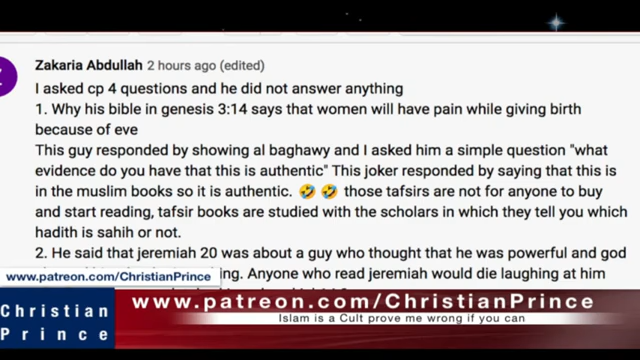 Zakaria Abdullah 2 hours ago (edited)
I asked cp 4 questions and he did not answer anything
1. Why his bible in genesis 3:14 says that women will have pain while giving birth
because of eve
This guy responded by showing al baghawy and I asked him a simple question "what
evidence do you have that this is authentic" This joker responded by saying that this is
in the muslim books so it is authentic. 🤣 🤣 those tafsirs are not for anyone to buy
and start reading, tafsir books are studied with the scholars in which they tell you which
hadith is sahih or not.
2. He said that jeremiah 20 was about a guy who thought that he was powerful and god
www.patreon.com/ChristianPrince
Anyone who read jeremiah would die laughing at him
www.patreon.com/ChristianPrince
Christian
Prince
Islam is a Cult prove me wrong if you can